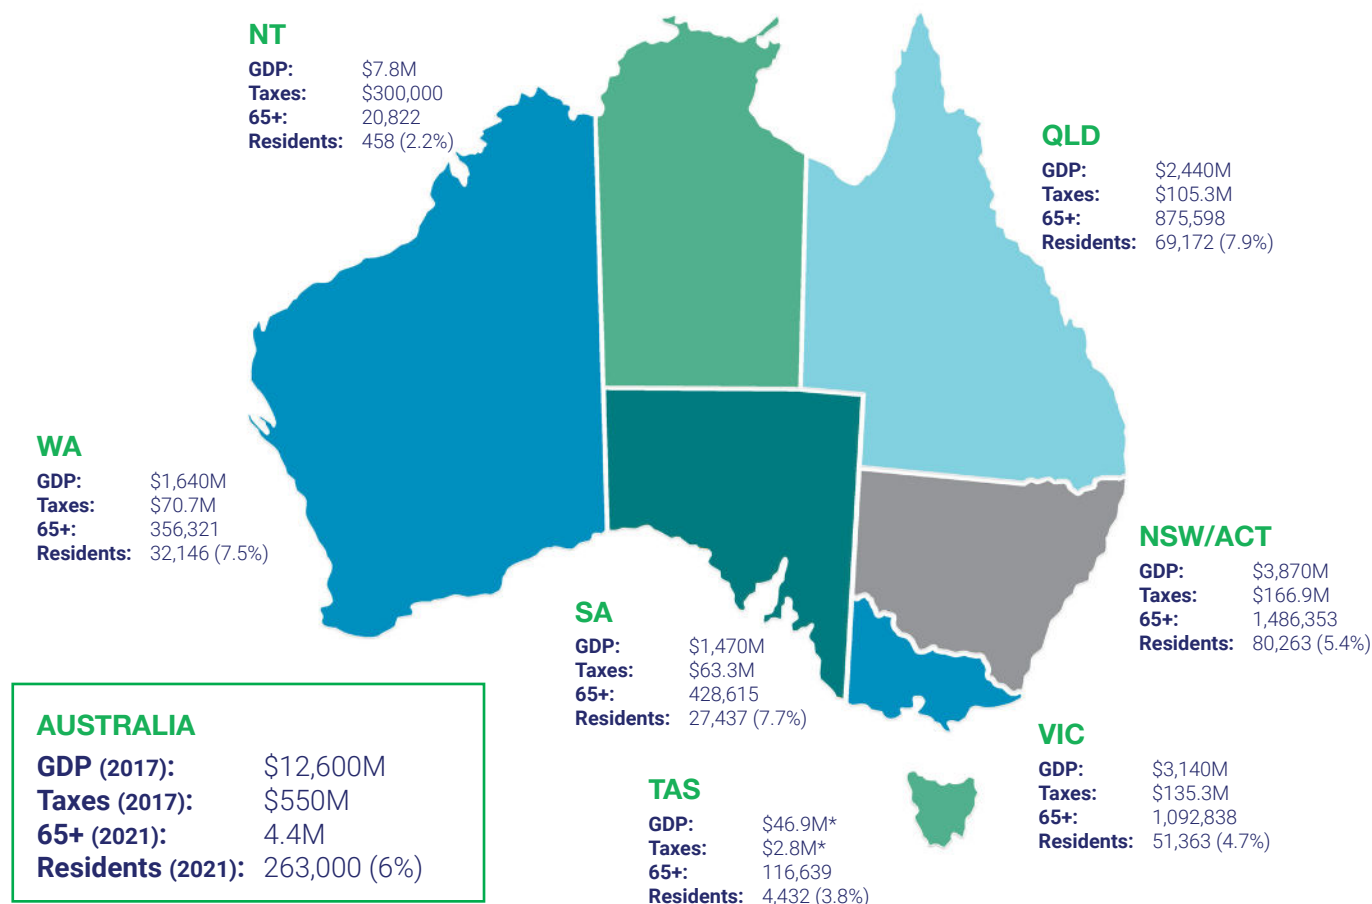 NT
GDP: $7.8M
Taxes: $300,000
65+: 20,822
Residents: 458 (2.2%)
QLD
GDP: $2,440M
Taxes: $105.3M
65+: 875,598
Residents: 69,172 (7.9%)
WA
GDP: $1,640M
Taxes: $70.7M
65+: 356,321
Residents: 32,146 (7.5%)
NSW/ACT
GDP: $3,870M
Taxes: $166.9M
65+: 1,486,353
Residents: 80,263 (5.4%)
SA
GDP: $1,470M
Taxes: $63.3M
65+: 428,615
Residents: 27,437 (7.7%)
AUSTRALIA
GDP (2017): $12,600M
Taxes (2017): $550M
65+ (2021): 4.4M
Residents (2021): 263,000 (6%)
TAS
GDP: $46.9M*
Taxes: $2.8M*
65+: 116,639
Residents: 4,432 (3.8%)
VIC
GDP: $3,140M
Taxes: $135.3M
65+: 1,092,838
Residents: 51,363 (4.7%)